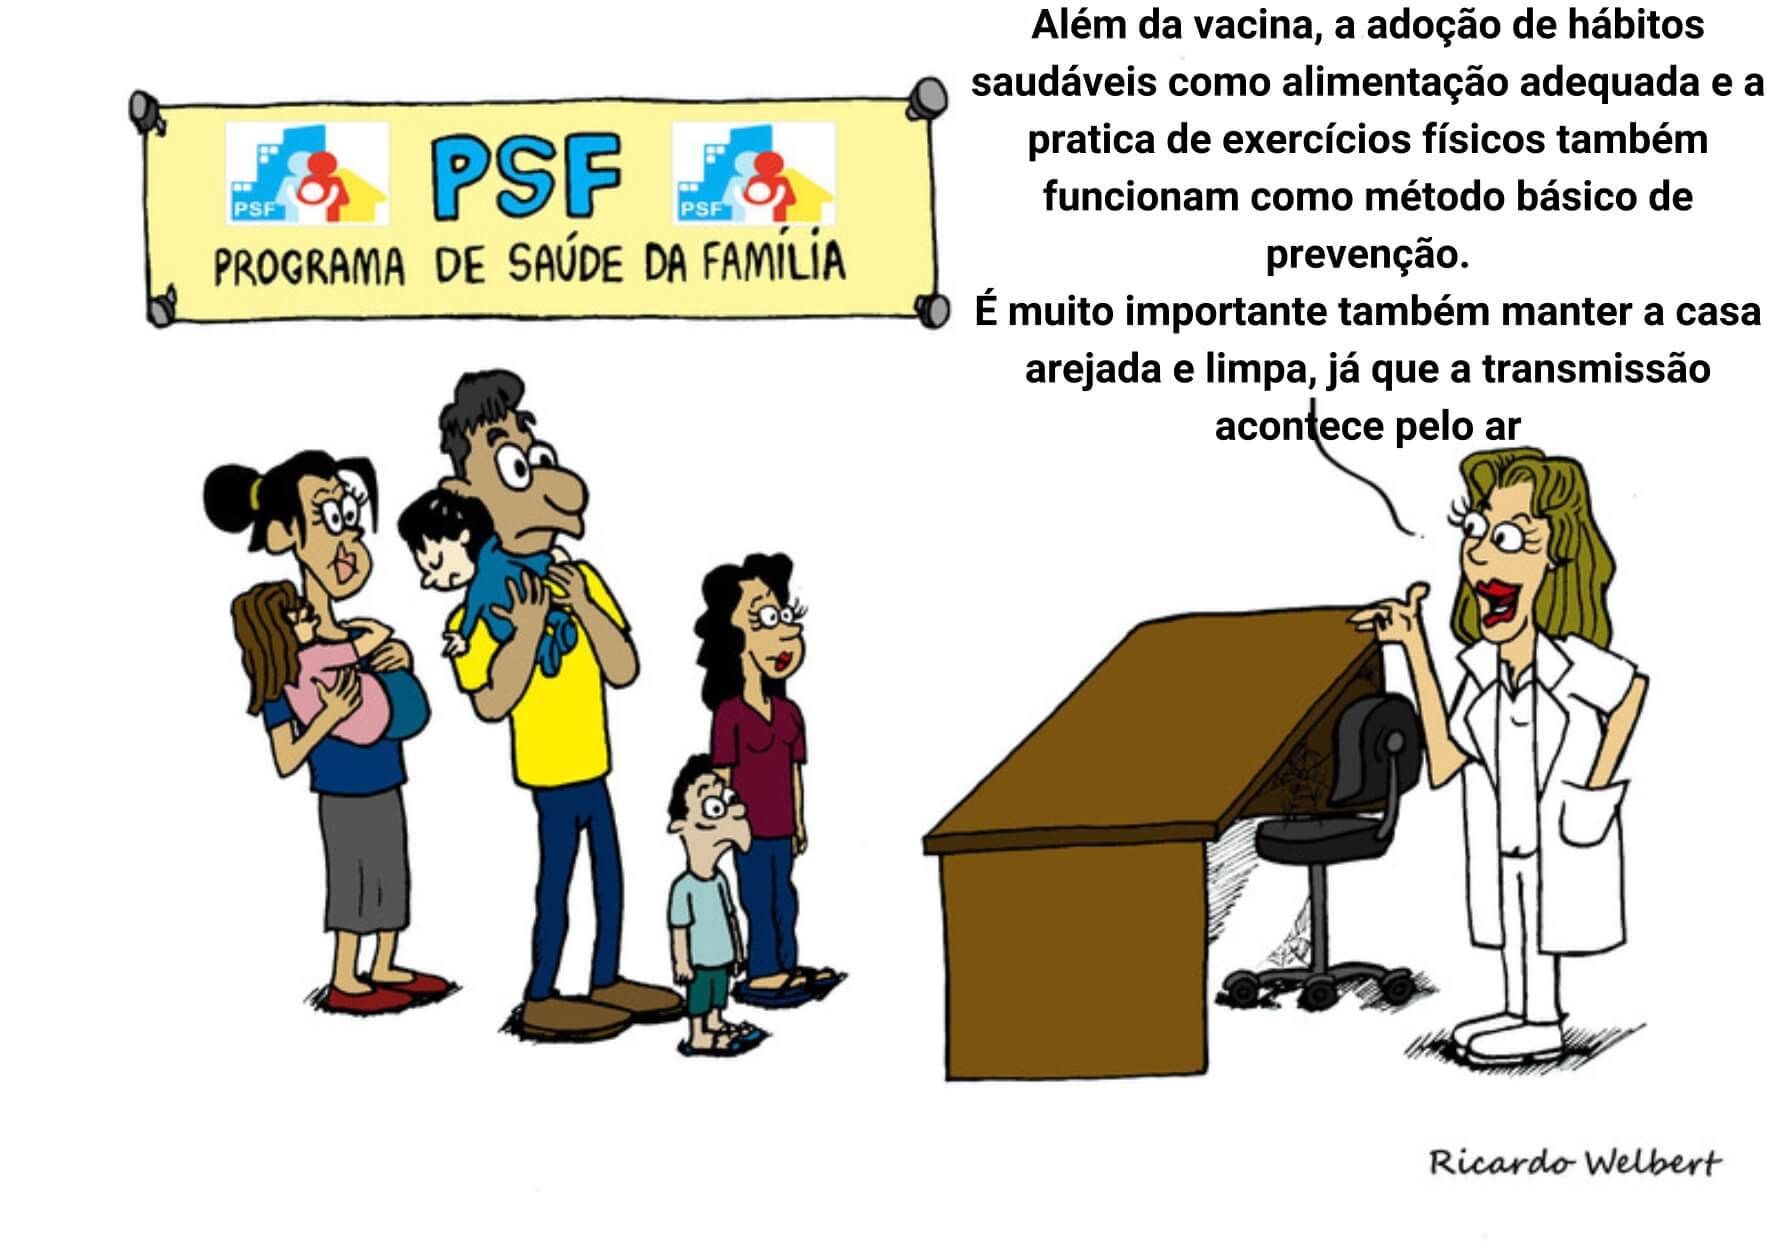 Além da vacina, a adoção de hábitos
saudáveis como alimentação adequada e a
pratica de exercícios físicos também
funcionam como método básico de
prevenção.
É muito importante também manter a casa
arejada e limpa, já que a transmissão
acontece pelo ar
PSF
PSF
PSF
PROGRAMA DE SAÚDE DA FAMÍLIA
Ricardo Welbert